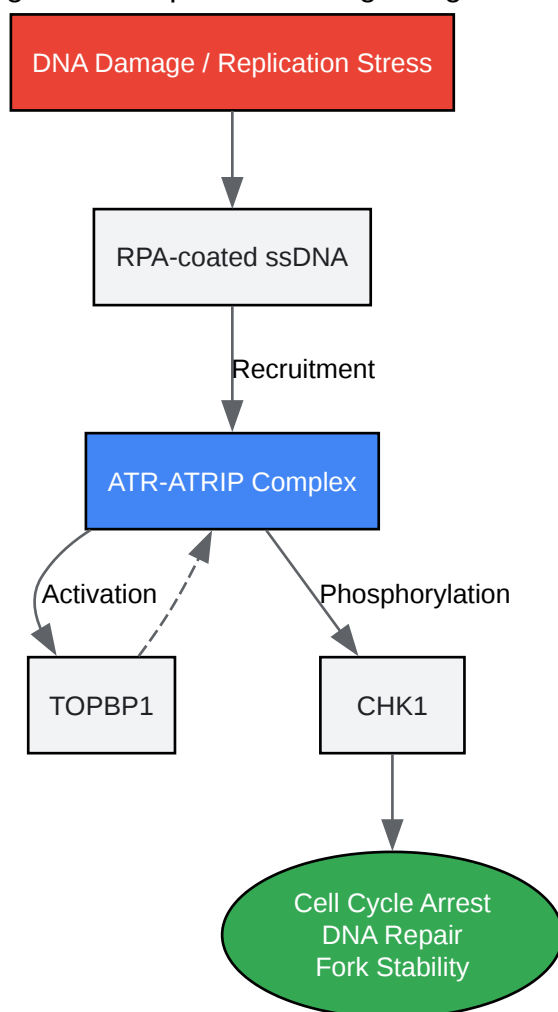 DNA Damage / Replication Stress
RPA-coated ssDNA
Recruitment
ATR-ATRIP Complex
Activation
Phosphorylation
TOPBP1
CHK1
Cell Cycle Arrest
DNA Repair
Fork Stability